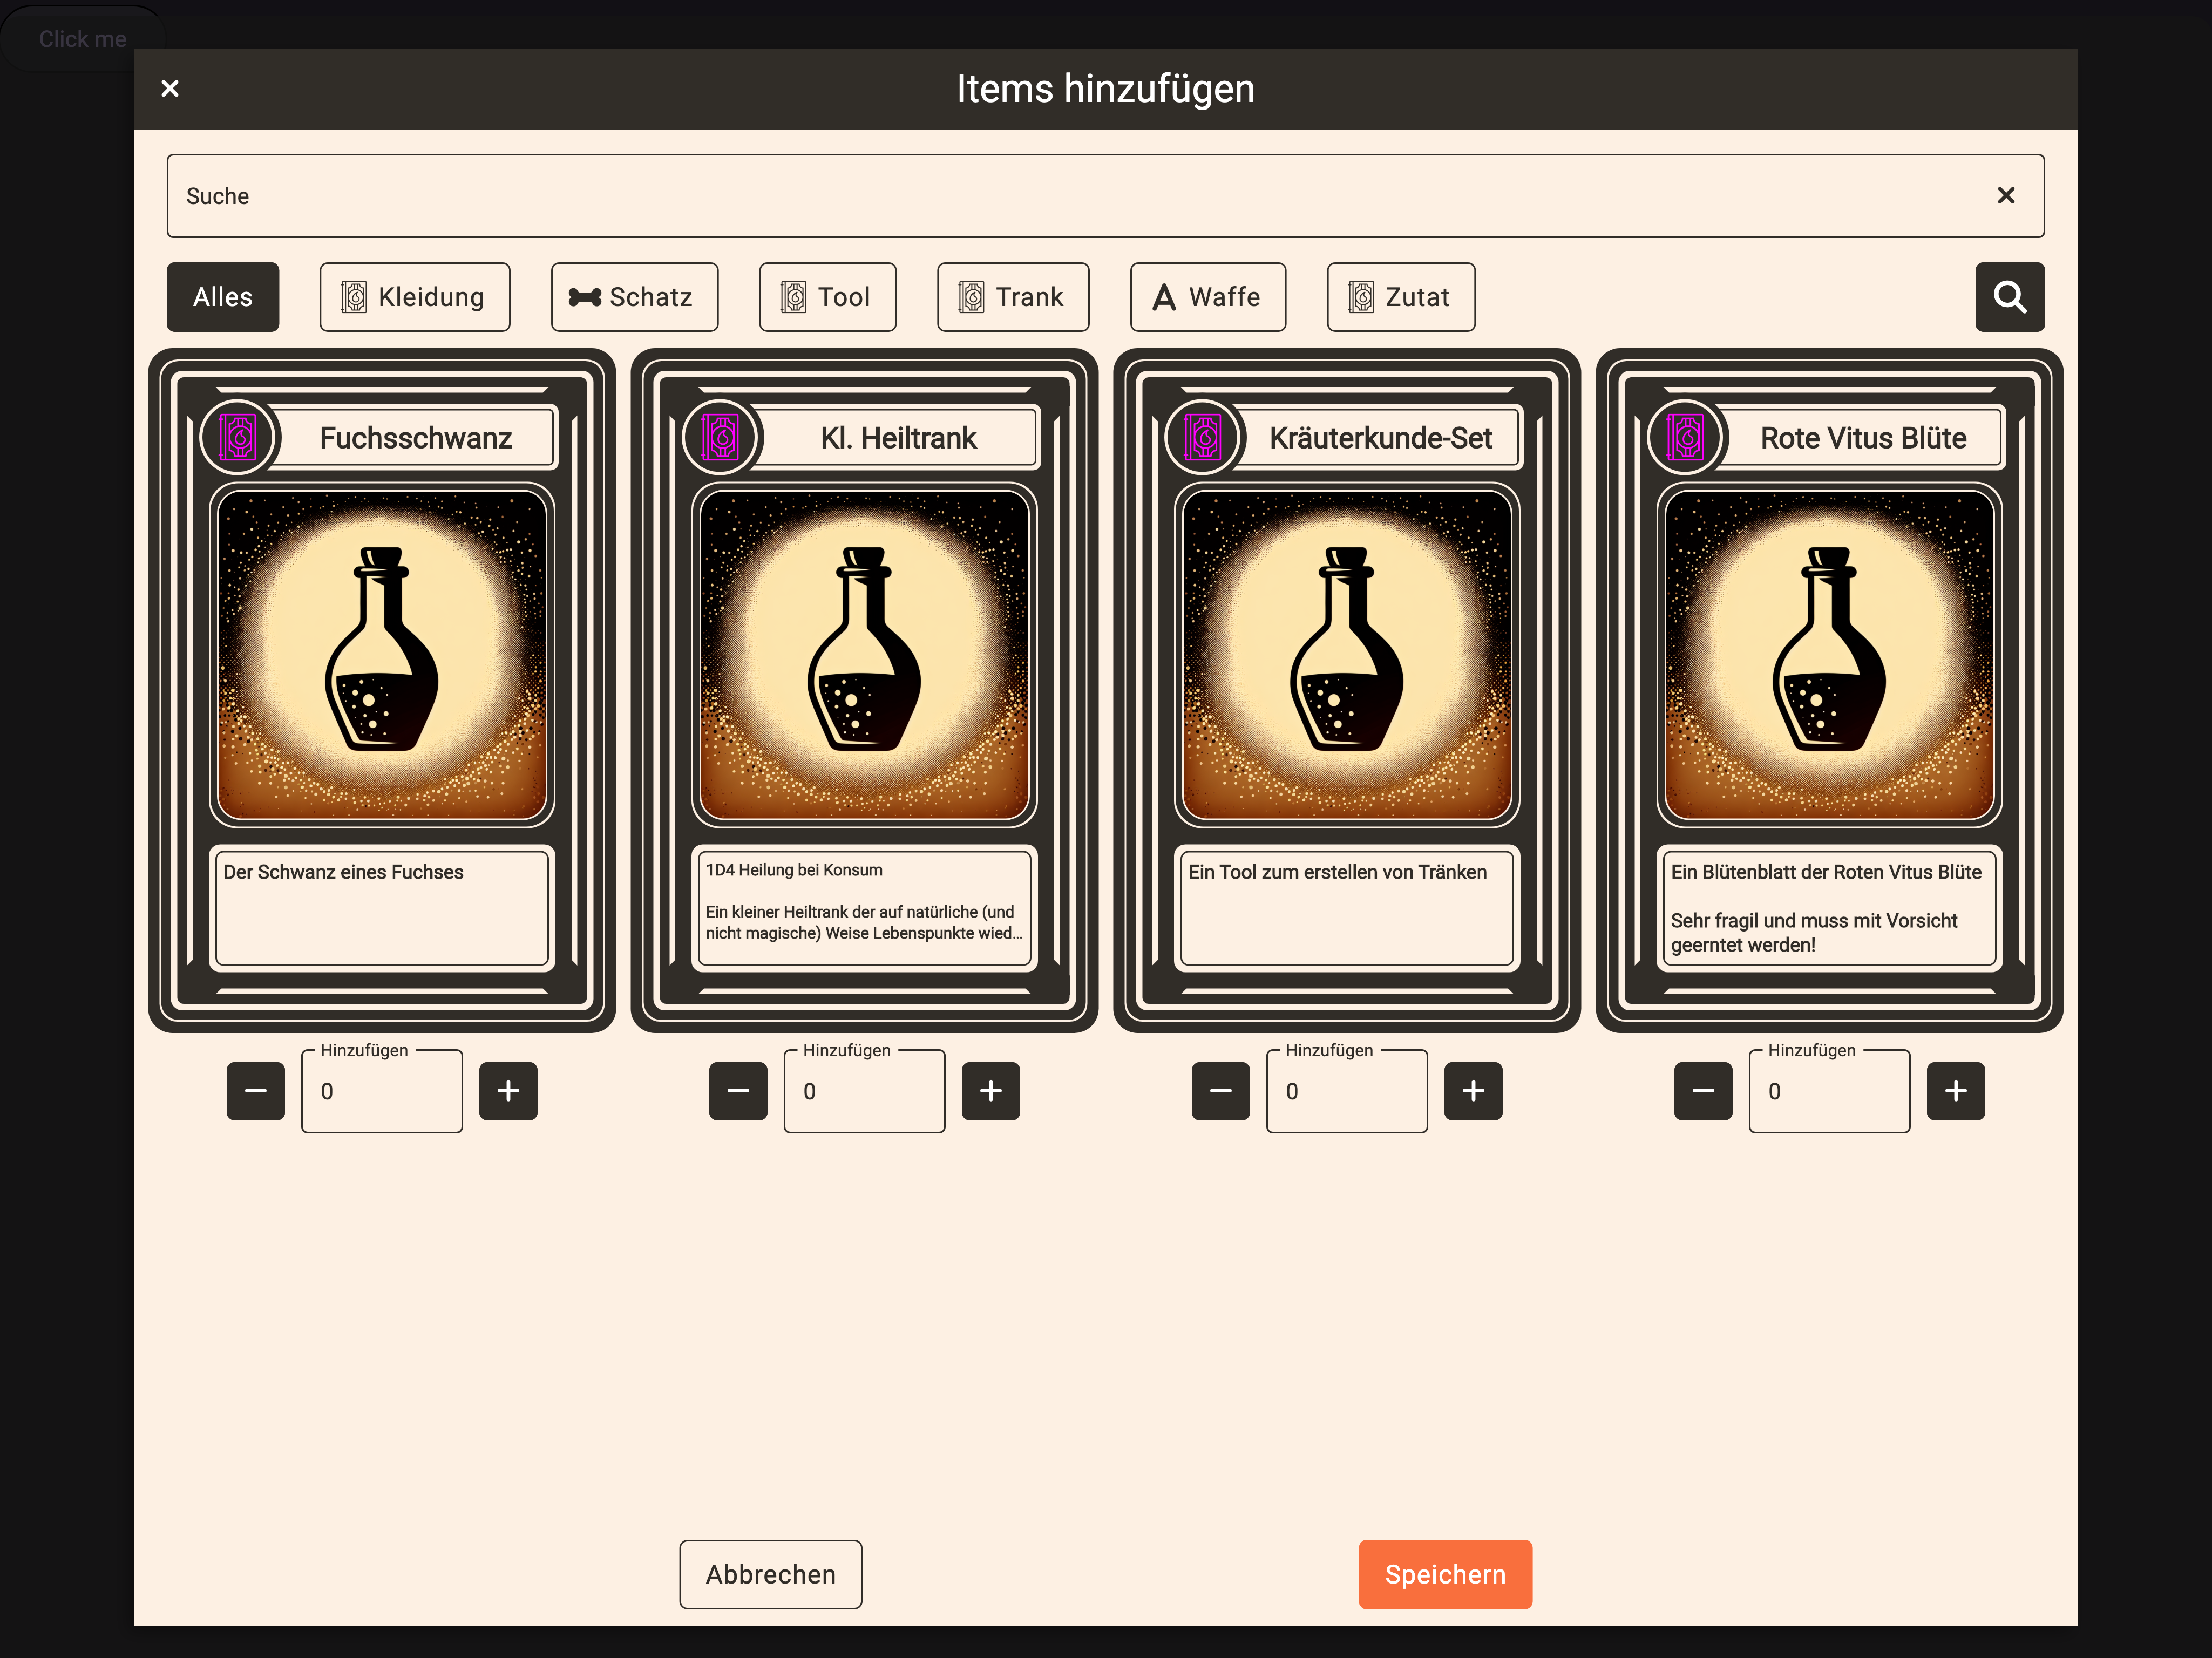 Click me
Items hinzufügen
Suche
Alles
Kleidung
Schatz
Tool
Trank
Waffe
Zutat
Fuchsschwanz
Der Schwanz eines Fuchses
Kl. Heiltrank
1D4 Heilung bei Konsum
Ein kleiner Heiltrank der auf natürliche (und
nicht magische) Weise Lebenspunkte wied...
Kräuterkunde-Set
Ein Tool zum erstellen von Tränken
Rote Vitus Blüte
Ein Blütenblatt der Roten Vitus Blüte
Sehr fragil und muss mit Vorsicht
geerntet werden!
Hinzufügen
0
Hinzufügen
0
Hinzufügen
0
Hinzufügen
0
Abbrechen
Speichern